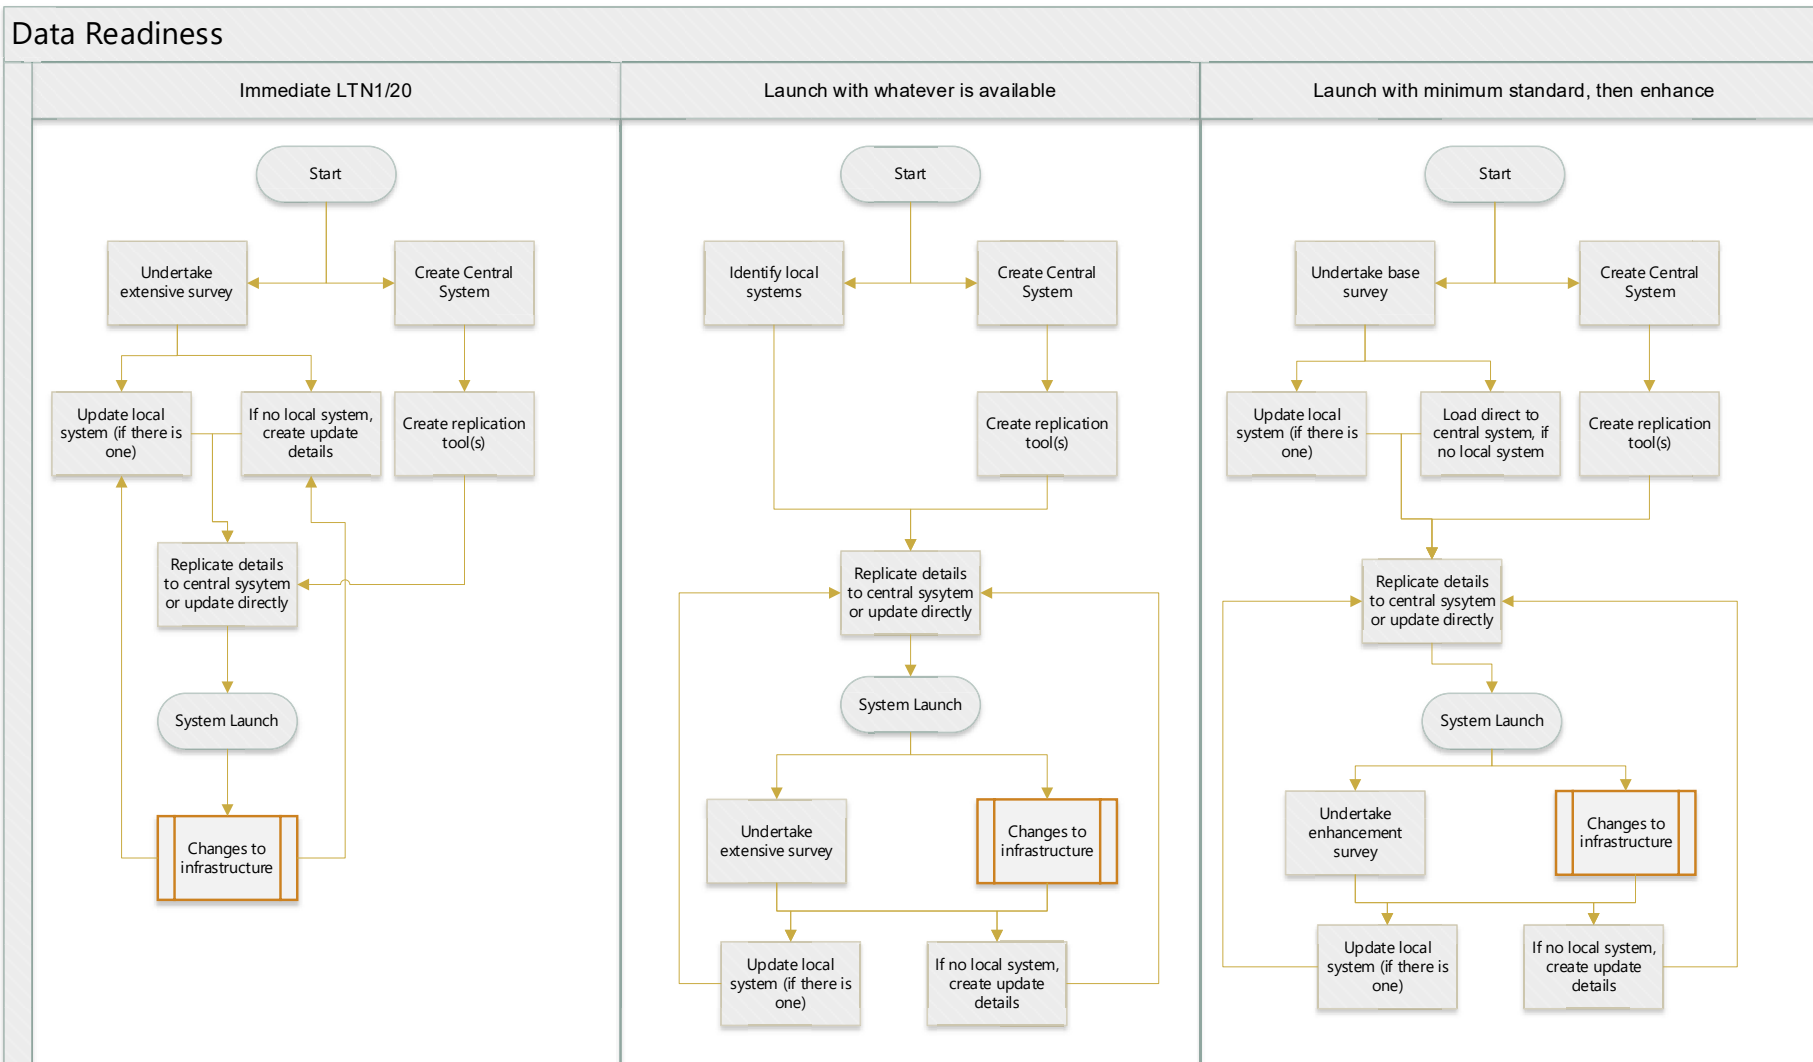 Data Readiness
Immediate LTN1/20
Launch with whatever is available
Launch with minimum standard, then enhance
Start
Undertake
extensive survey
Create Central
System
Update local
system (if there is
one)
If no local system,
create update
details
Create replication
tool(s)
Replicate details
to central sysytem
or update directly
System Launch
Changes to
infrastructure
Start
Identify local
systems
Create Central
System
Create replication
tool(s)
Replicate details
to central sysytem
or update directly
System Launch
Undertake
extensive survey
Changes to
infrastructure
Update local
system (if there is
one)
If no local system,
create update
details
Start
Undertake base
survey
Create Central
System
Update local
system (if there is
one)
Load direct to
central system, if
no local system
Create replication
tool(s)
Replicate details
to central sysytem
or update directly
System Launch
Undertake
enhancement
survey
Changes to
infrastructure
Update local
system (if there is
one)
If no local system,
create update
details